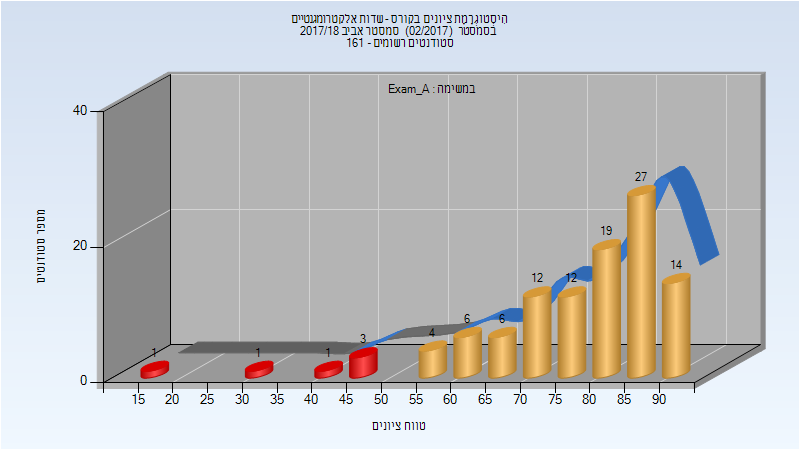 היסטוגרמת ציונים בקורס - שדות אלקטרומגנטיים
בסמסטר (02/2017) סמסטר אביב 2017/18
סטודנטים רשומים - 161
במשימה : Exam_A
40
20
0
מספר סטודנטים
1 1 1 3 4 6 6 12 12 19 27 14
15 20 25 30 35 40 45 50 55 60 65 70 75 80 85 90
טווח ציונים